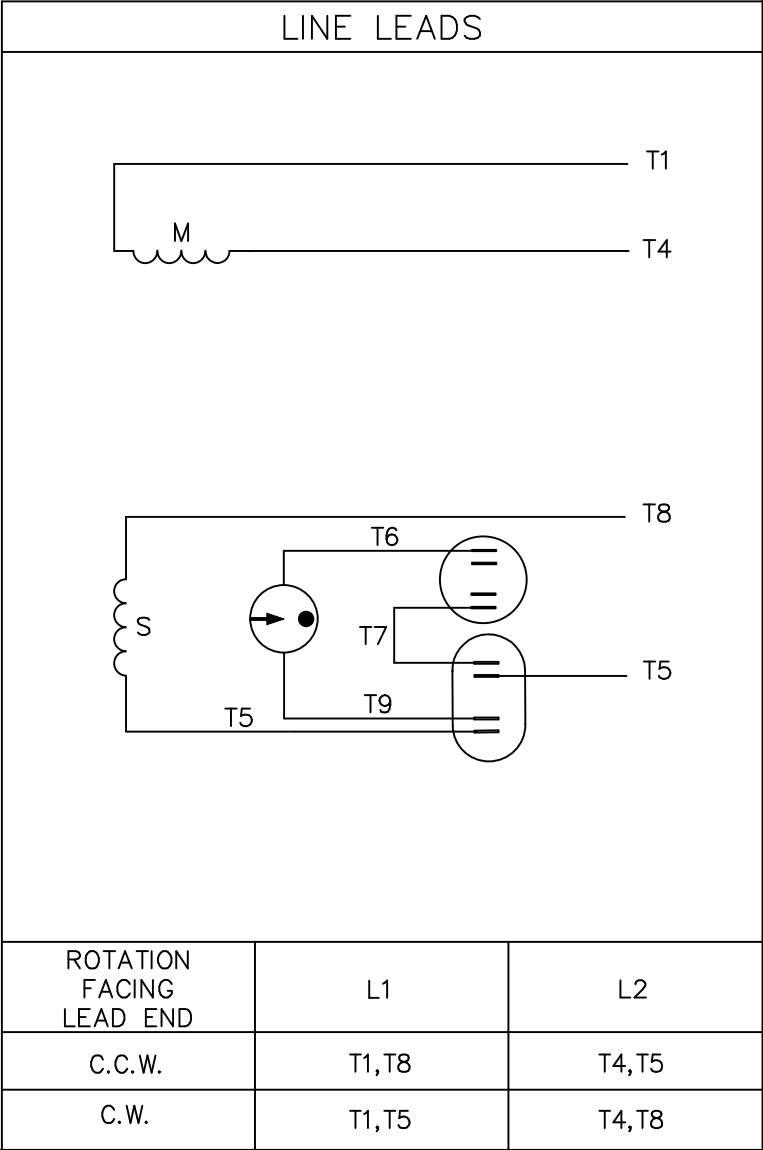 LINE LEADS
T1
M
T4
T8
T6
S
T7
T5
T9
T5
ROTATION
FACING
LEAD END
L1
L2
C.C.W.
T1,T8
T4,T5
C.W.
T1,T5
T4,T8